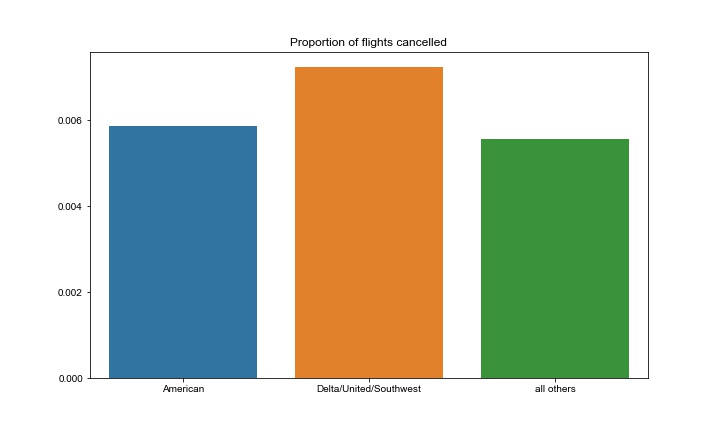 Proportion of flights cancelled
0.006
0.004
0.002
0.000
American
Delta/United/Southwest
all others